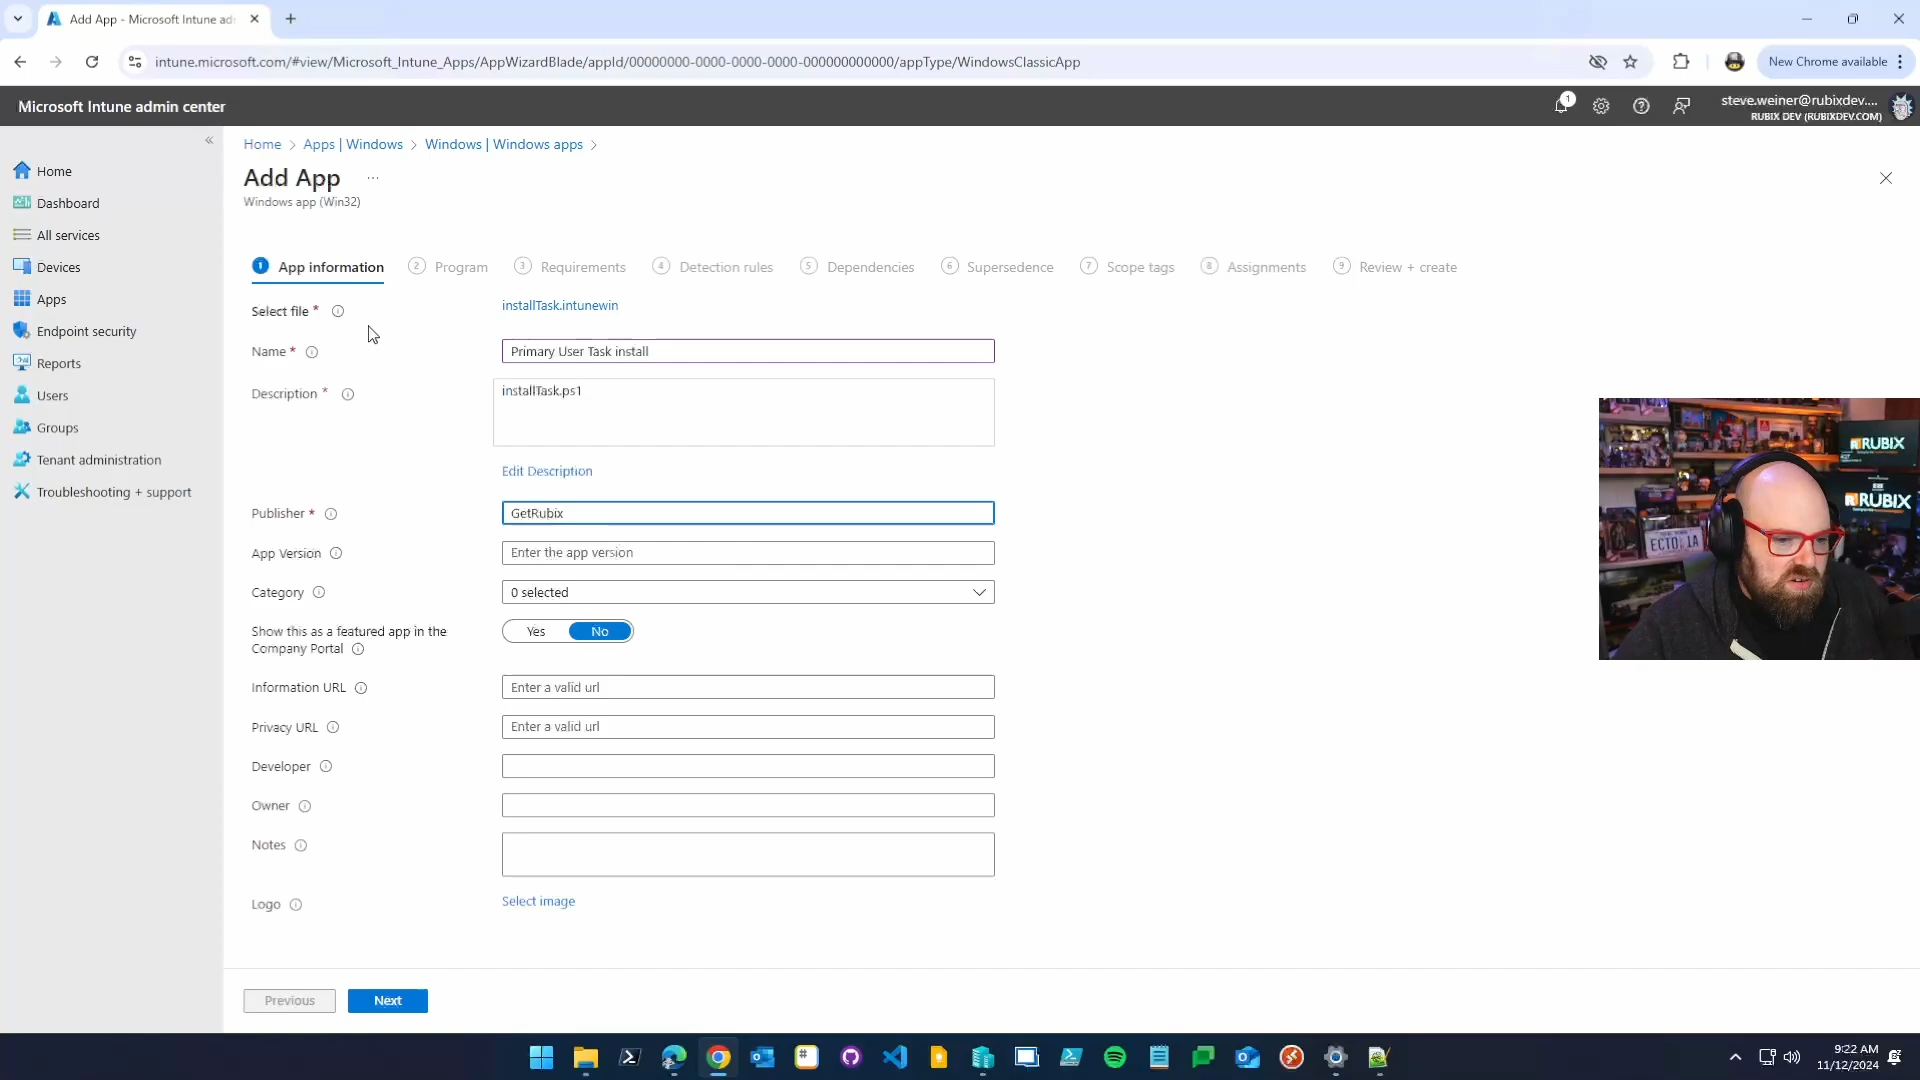 Add App - Microsoft Intune ad
intune.microsoft.com/#view/Microsoft_Intune_Apps/AppWizardBlade/appId/00000000-0000-0000-0000-000000000000/appType/WindowsClassicApp
New Chrome available
Microsoft Intune admin center
1
steve.weiner@rubixdev....
RUBIX DEV (RUBIXDEV.COM)
Home
Dashboard
All services
Devices
Apps
Endpoint security
Reports
Users
Groups
Tenant administration
Troubleshooting + support
Home > Apps | Windows > Windows | Windows apps >
Add App ...
Windows app (Win32)
1 App information
2 Program
3 Requirements
4 Detection rules
5 Dependencies
6 Supersedence
7 Scope tags
8 Assignments
9 Review + create
Select file * installTask.intunewin
Name * Primary User Task install
Description * installTask.ps1
Edit Description
Publisher * GetRubix
App Version Enter the app version
Category 0 selected
Show this as a featured app in the
Company Portal
Yes No
Information URL Enter a valid url
Privacy URL Enter a valid url
Developer
Owner
Notes
Logo Select image
Previous Next
RUBIX
RUBIX
ECTO-1A
9:22 AM
11/12/2024